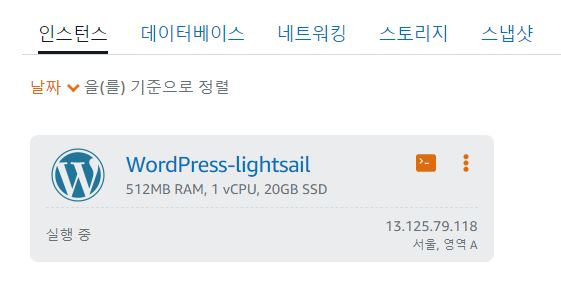 인스턴스 데이터베이스 네트워킹 스토리지 스냅샷
날짜 을(를) 기준으로 정렬
WordPress-lightsail
512MB RAM, 1 vCPU, 20GB SSD
실행 중
13.125.79.118
서울, 영역 A